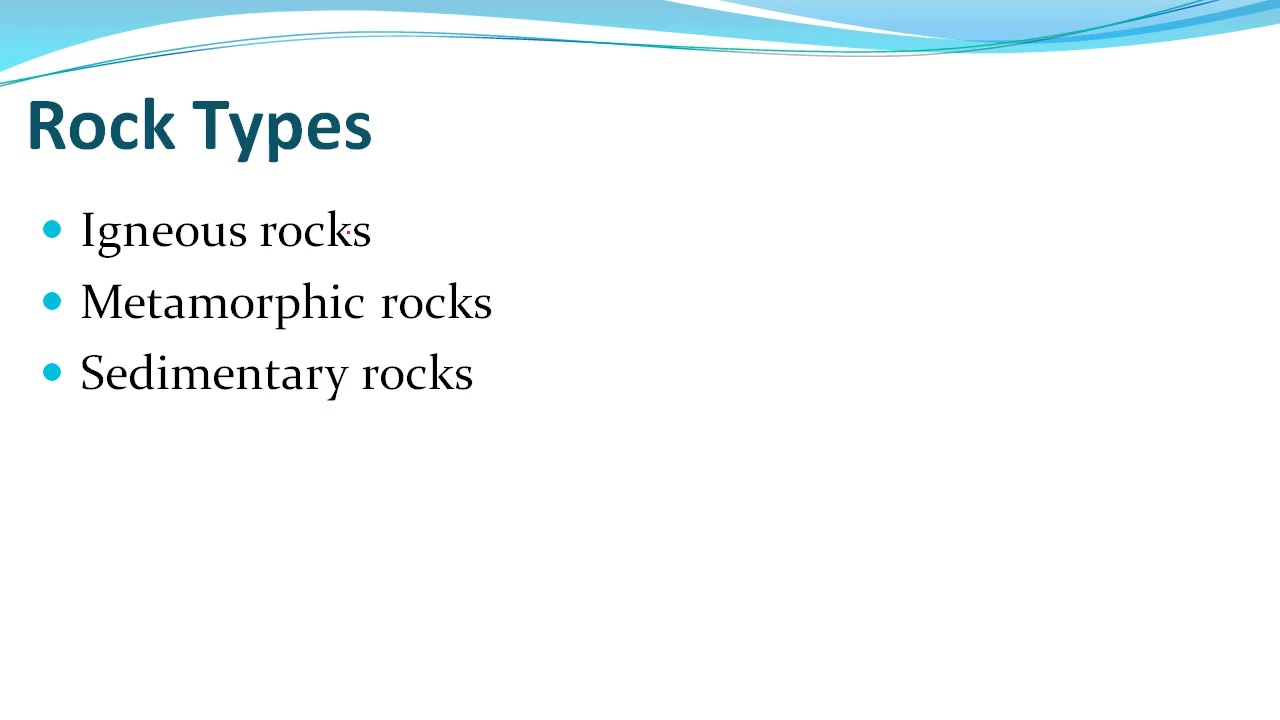 Rock Types
Igneous rocks
Metamorphic rocks
Sedimentary rocks